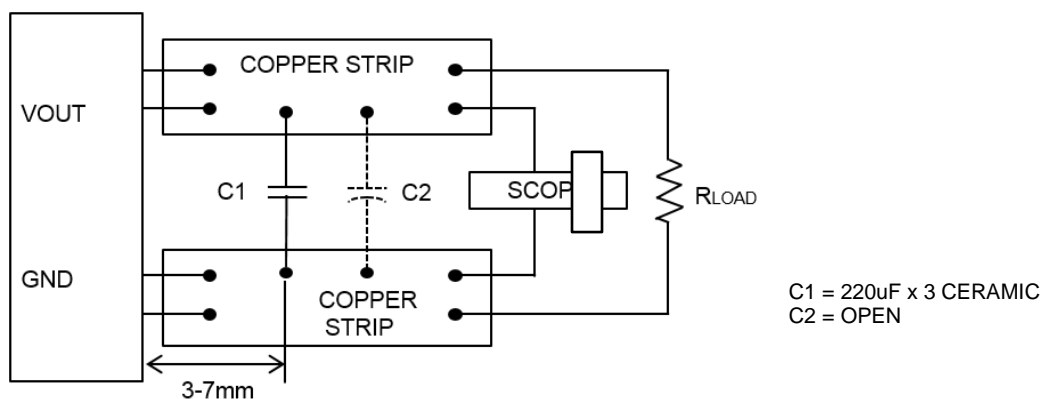 COPPER STRIP
VOUT
C1
C2
SCOP
RLOAD
GND
COPPER
STRIP
C1 = 220uF x 3 CERAMIC
C2 = OPEN
3-7mm